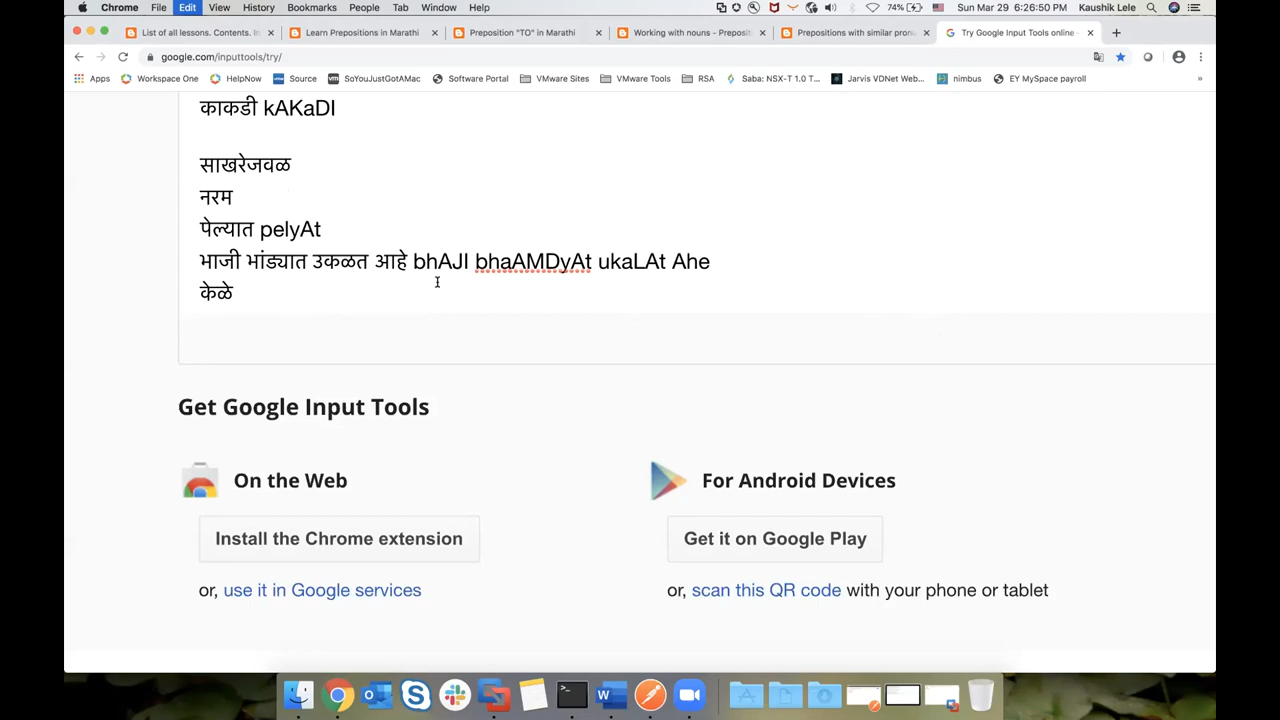 Chrome File Edit View History Bookmarks People Tab Window Help 74% Sun Mar 29 6:26:50 PM Kaushik Lele
List of all lessons. Contents. In Learn Prepositions in Marathi Preposition "TO" in Marathi Working with nouns - Preposit Prepositions with similar pron Try Google Input Tools online -
google.com/inputtools/try/
Apps Workspace One HelpNow Source SoYouJustGotAMac Software Portal VMware Sites VMware Tools RSA Saba: NSX-T 1.0 T... Jarvis VDNet Web... nimbus EY MySpace payroll
काकडी kAKaDI
साखरेजवळ
नरम
पेल्यात pelyAt
भाजी भांड्यात उकळत आहे bhAJI bhaAMDyAt ukaLAt Ahe
केळे
Get Google Input Tools
On the Web For Android Devices
Install the Chrome extension Get it on Google Play
or, use it in Google services or, scan this QR code with your phone or tablet